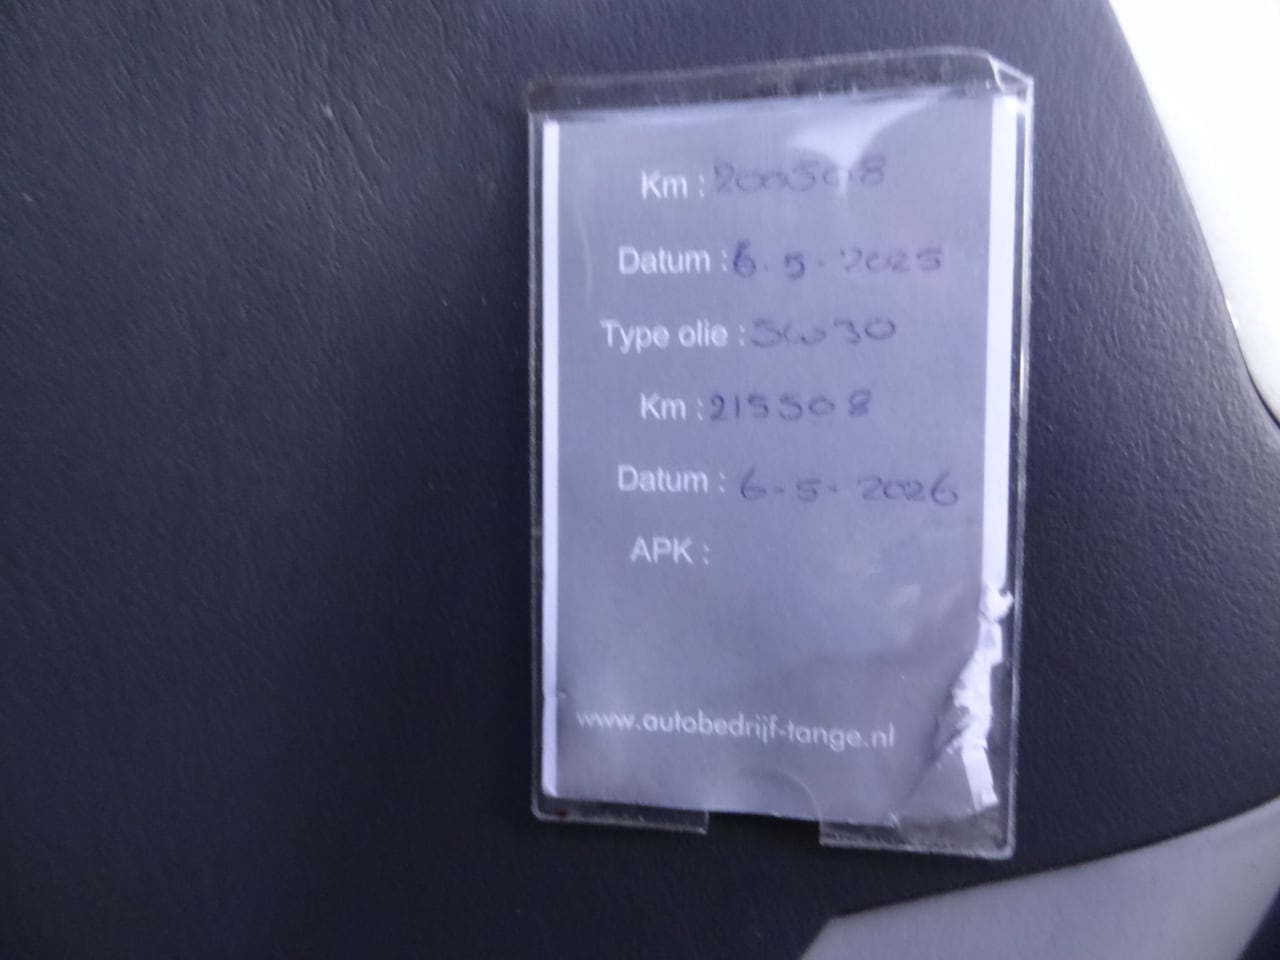 Km : 200508
Datum : 6-5-2025
Type olie : 5w30
Km : 215508
Datum : 6-5-2026
APK :
www.autobedrijf-tange.nl